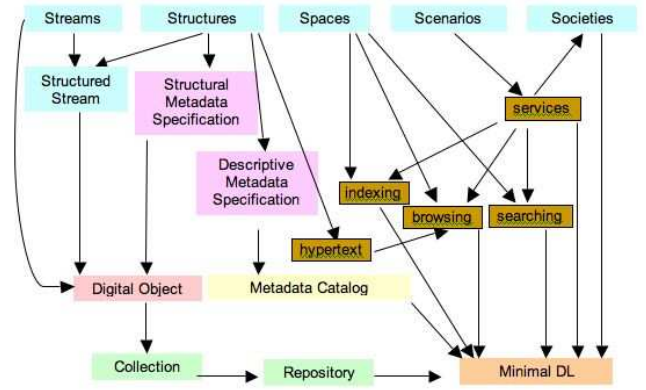 Streams
Structures
Spaces
Scenarios
Societies
Structured
Stream
Structural
Metadata
Specification
services
Descriptive
Metadata
Specification
indexing
browsing
searching
hypertext
Digital Object
Metadata Catalog
Collection
Repository
Minimal DL